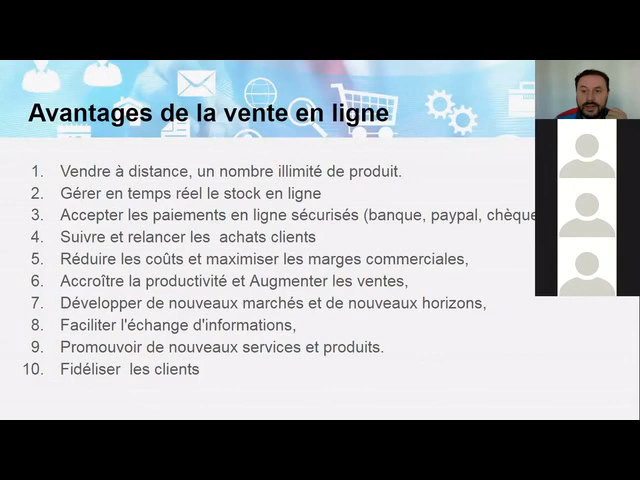 Avantages de la vente en ligne
1. Vendre à distance, un nombre illimité de produit.
2. Gérer en temps réel le stock en ligne
3. Accepter les paiements en ligne sécurisés (banque, paypal, chèque
4. Suivre et relancer les  achats clients
5. Réduire les coûts et maximiser les marges commerciales,
6. Accroître la productivité et Augmenter les ventes,
7. Développer de nouveaux marchés et de nouveaux horizons,
8. Faciliter l'échange d'informations,
9. Promouvoir de nouveaux services et produits.
10. Fidéliser  les clients